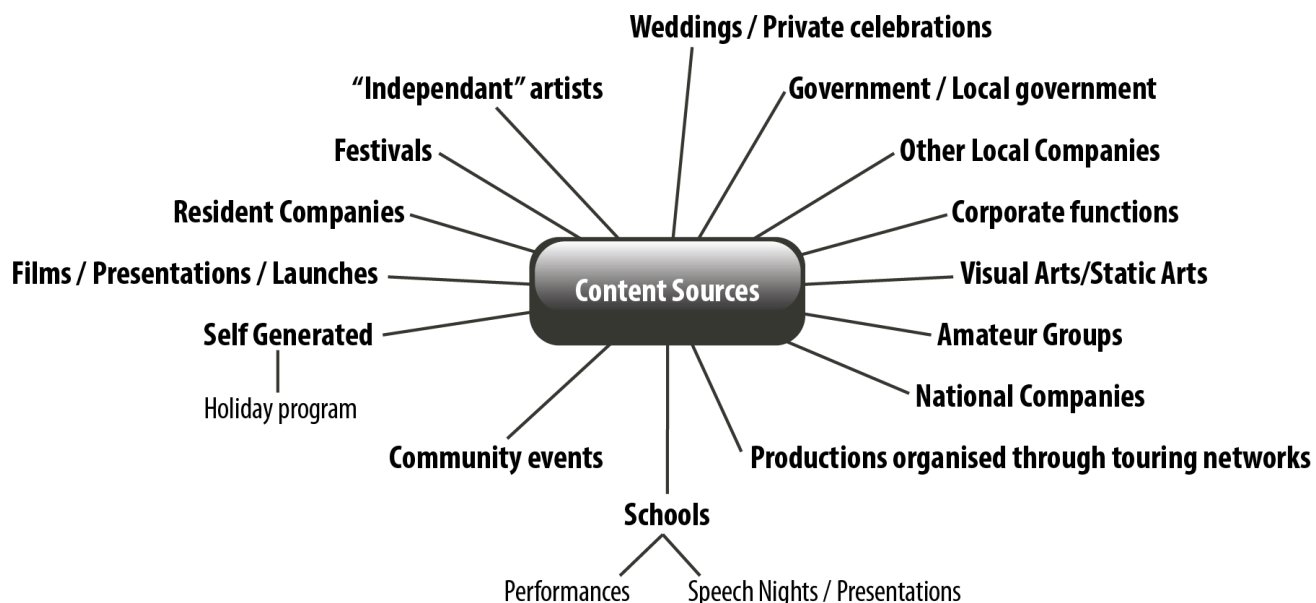 Weddings / Private celebrations
“Independant” artists
Government / Local government
Festivals
Other Local Companies
Resident Companies
Corporate functions
Films / Presentations / Launches
Content Sources
Visual Arts/Static Arts
Self Generated
Amateur Groups
Holiday program
National Companies
Community events
Productions organised through touring networks
Schools
Performances
Speech Nights / Presentations